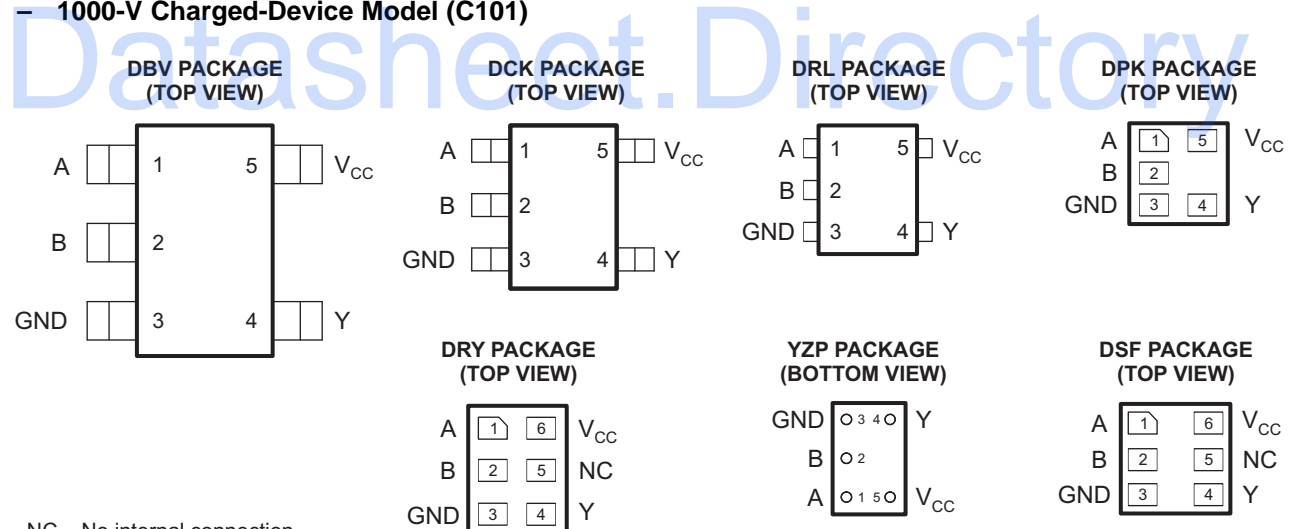 – 1000-V Charged-Device Model (C101)
Datasheet.Directory
DBV PACKAGE
(TOP VIEW)
A 1 5 VCC
B 2
GND 3 4 Y
DCK PACKAGE
(TOP VIEW)
A 1 5 VCC
B 2
GND 3 4 Y
DRL PACKAGE
(TOP VIEW)
A 1 5 VCC
B 2
GND 3 4 Y
DPK PACKAGE
(TOP VIEW)
A 1 5 VCC
B 2
GND 3 4 Y
DRY PACKAGE
(TOP VIEW)
A 1 6 VCC
B 2 5 NC
GND 3 4 Y
YZP PACKAGE
(BOTTOM VIEW)
GND 3 4 Y
B 2
A 1 5 VCC
DSF PACKAGE
(TOP VIEW)
A 1 6 VCC
B 2 5 NC
GND 3 4 Y
NC – No internal connection